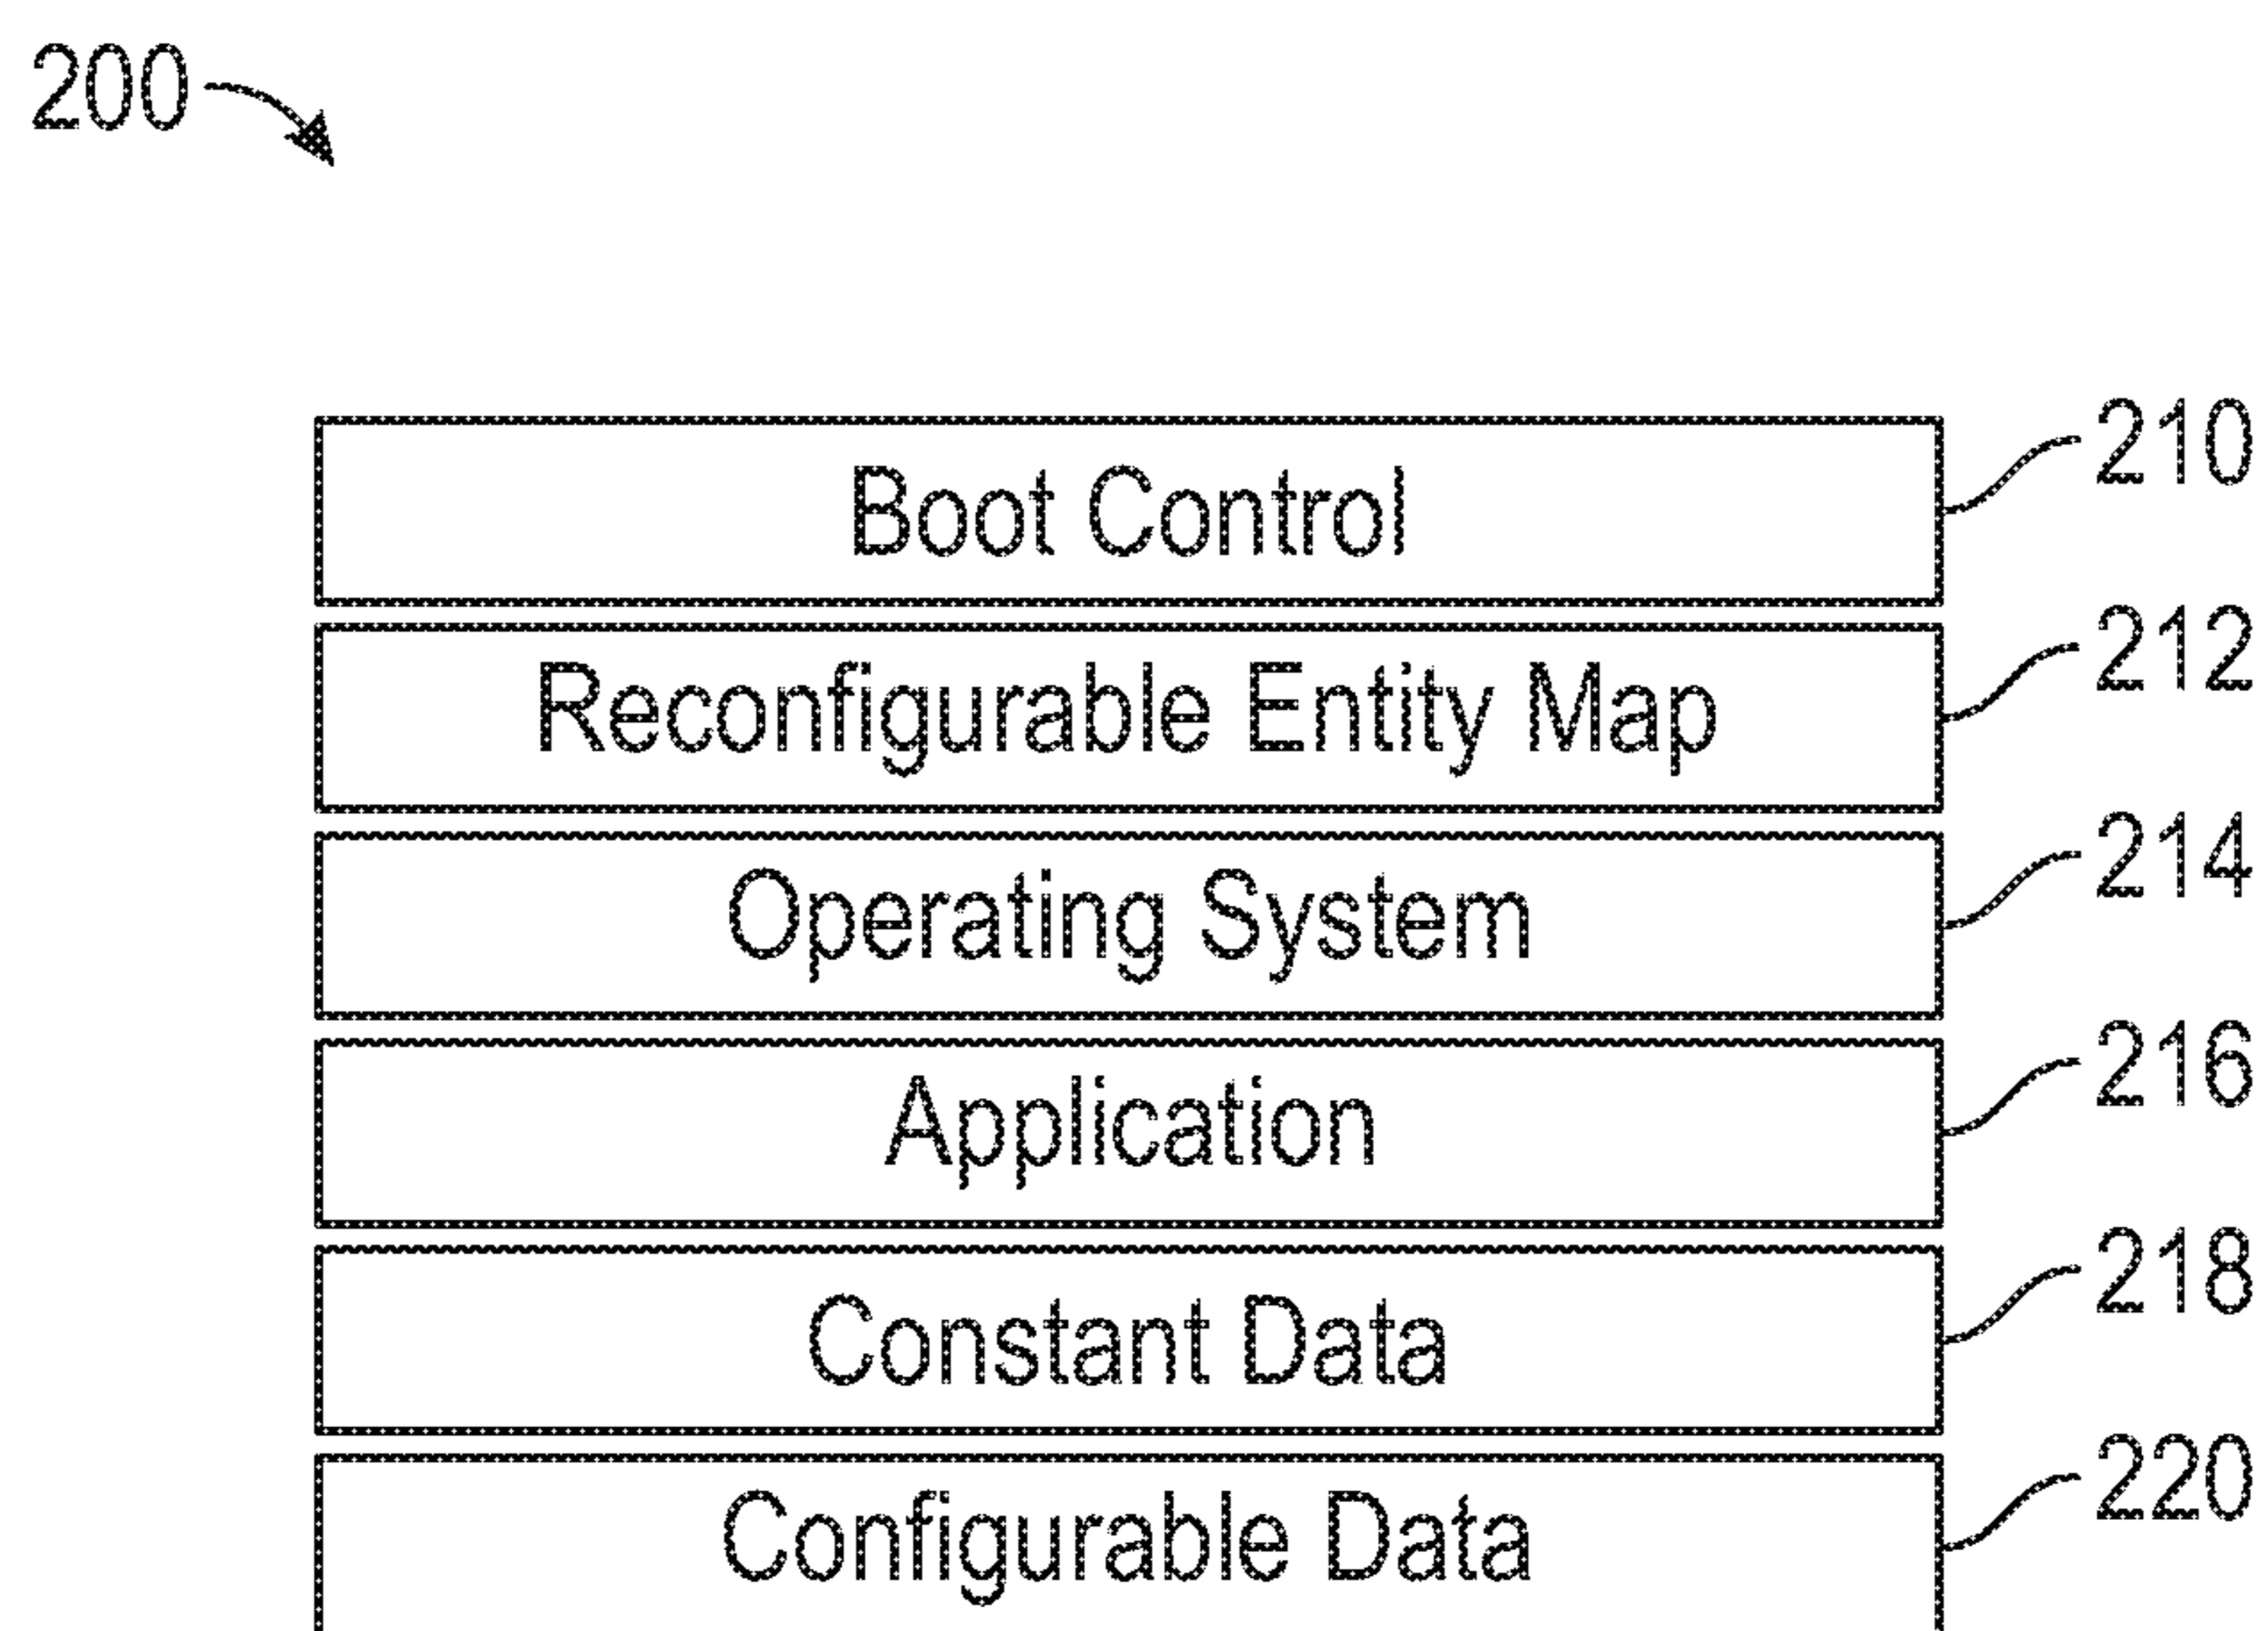 200
Boot Control 210
Reconfigurable Entity Map 212
Operating System 214
Application 216
Constant Data 218
Configurable Data 220